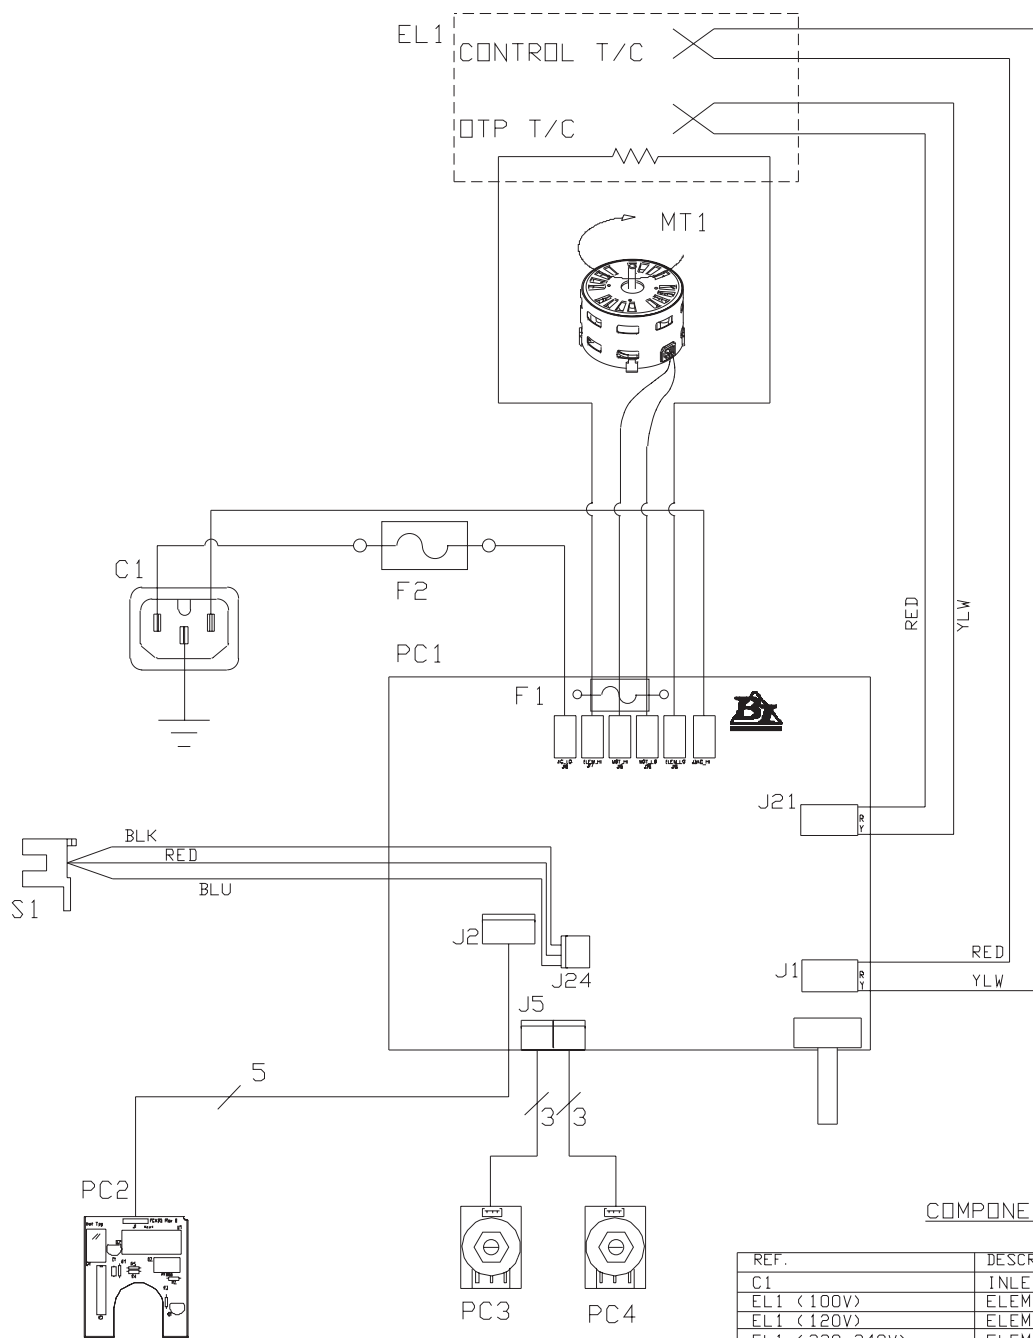 EL1
CONTROL T/C
OTP T/C
MT1
C1
F2
RED
YLW
PC1
F1
J21
R
Y
BLK
RED
BLU
S1
J2
J24
J5
J1
R
Y
RED
YLW
5
3
3
PC2
PC3
PC4
COMPONE
REF. DESCR
C1 INLE
EL1 (100V) ELEM
EL1 (120V) ELEM